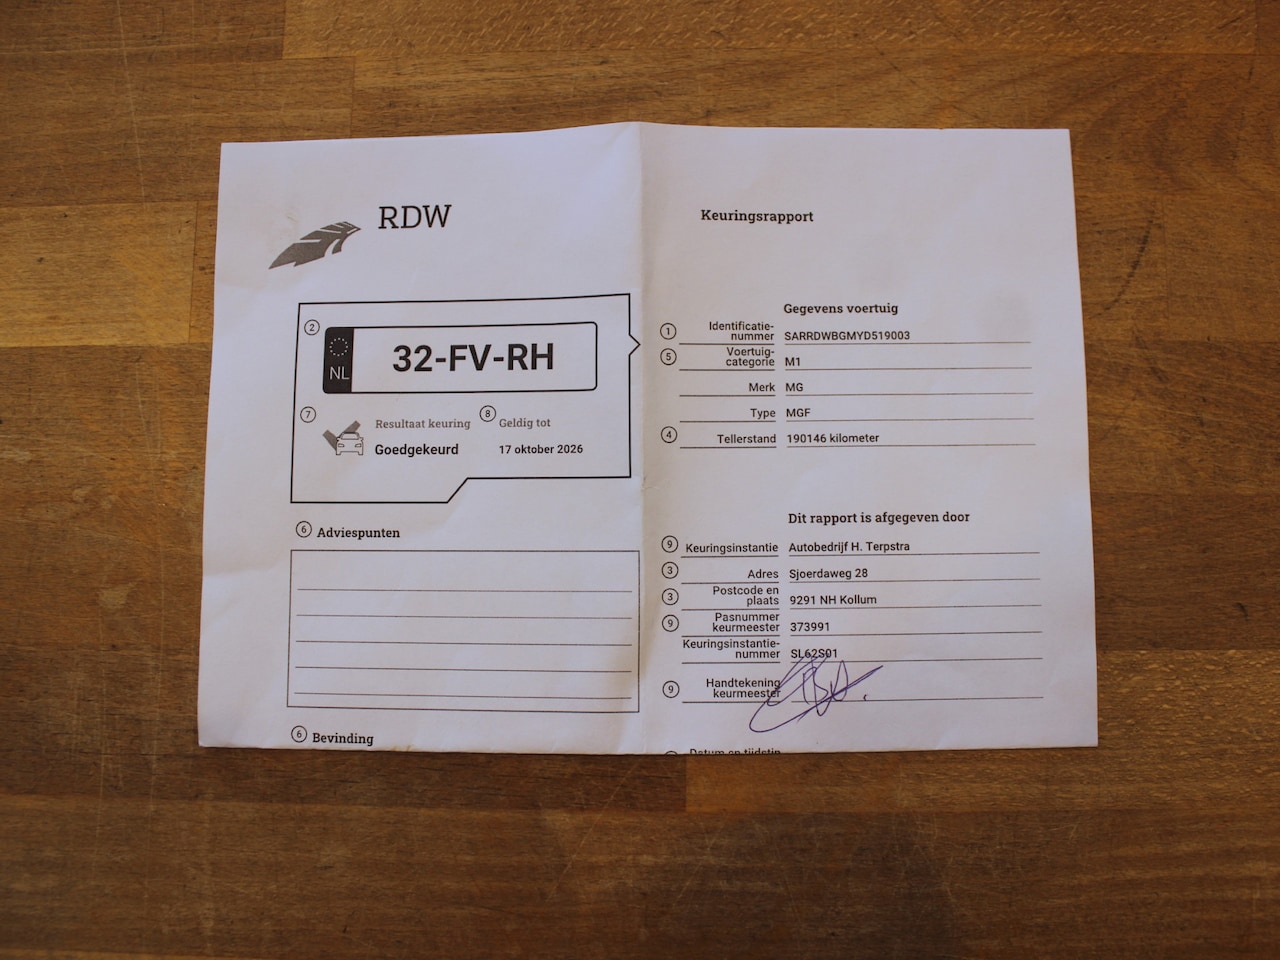 RDW
2
NL
32-FV-RH
7
Resultaat keuring
Goedgekeurd
8
Geldig tot
17 oktober 2026
6 Adviespunten
6 Bevinding
Keuringsrapport
Gegevens voertuig
1 Identificatie-
nummer SARRDWBGMYD519003
5 Voertuig-
categorie M1
Merk MG
Type MGF
4 Tellerstand 190146 kilometer
Dit rapport is afgegeven door
9 Keuringsinstantie Autobedrijf H. Terpstra
3 Adres Sjoerdaweg 28
3 Postcode en
plaats 9291 NH Kollum
9 Pasnummer
keurmeester 373991
Keuringsinstantie-
nummer SL62S01
9 Handtekening
keurmeester
Datum en tijdstip